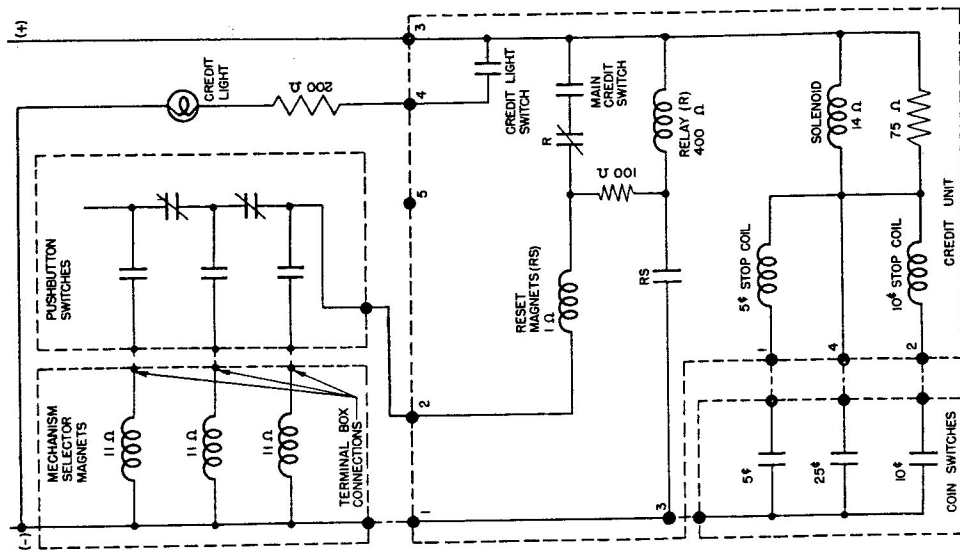 (+)
(-)
CREDIT
LIGHT
200 Ω
3
4
5
CREDIT LIGHT
SWITCH
R
MAIN
CREDIT
SWITCH
RELAY (R)
400 Ω
100 Ω
SOLENOID
14 Ω
75 Ω
CREDIT UNIT
PUSHBUTTON
SWITCHES
RESET
MAGNETS (RS)
1 Ω
RS
5¢ STOP COIL
10¢ STOP COIL
MECHANISM
SELECTOR
MAGNETS
11 Ω
11 Ω
11 Ω
TERMINAL BOX
CONNECTIONS
2
1
3
1
4
2
5¢
25¢
10¢
COIN SWITCHES